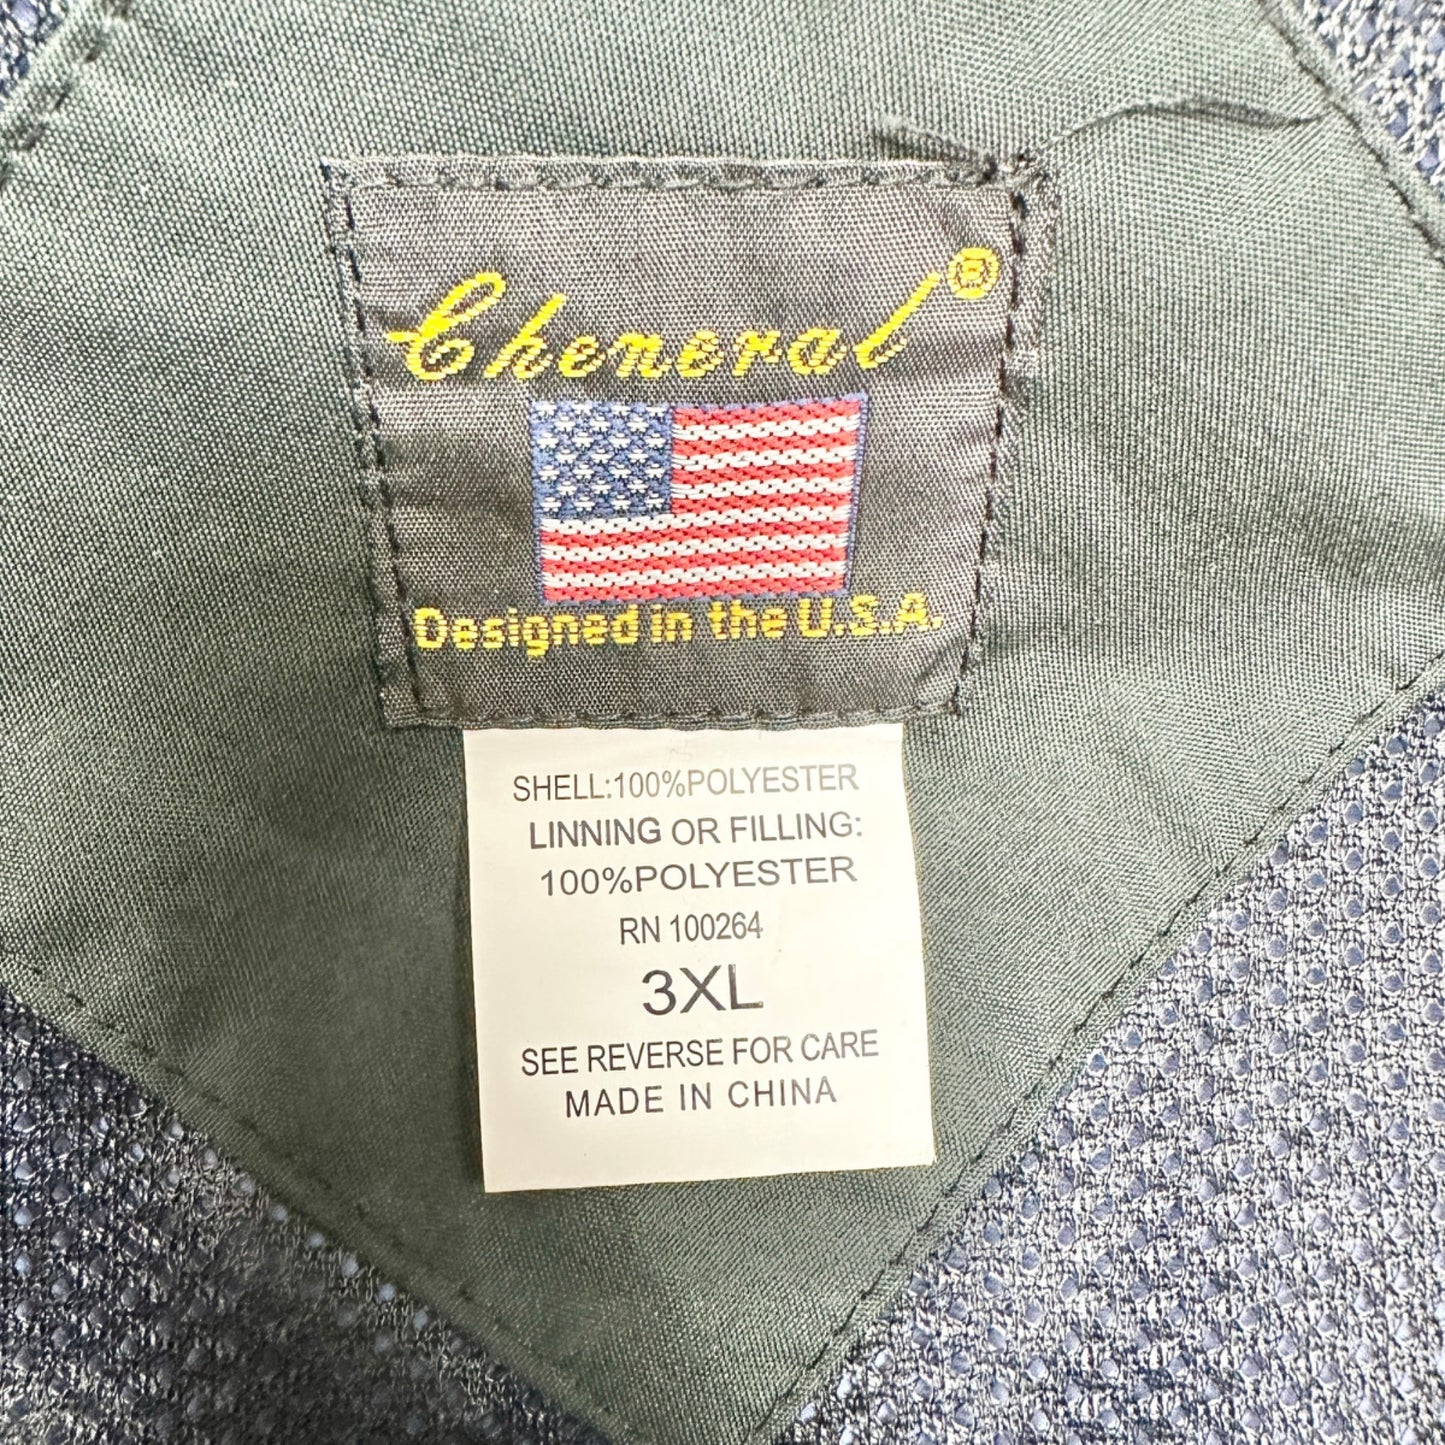 Cheneral®
Designed in the U.S.A.
SHELL:100%POLYESTER
LINNING OR FILLING:
100%POLYESTER
RN 100264
3XL
SEE REVERSE FOR CARE
MADE IN CHINA